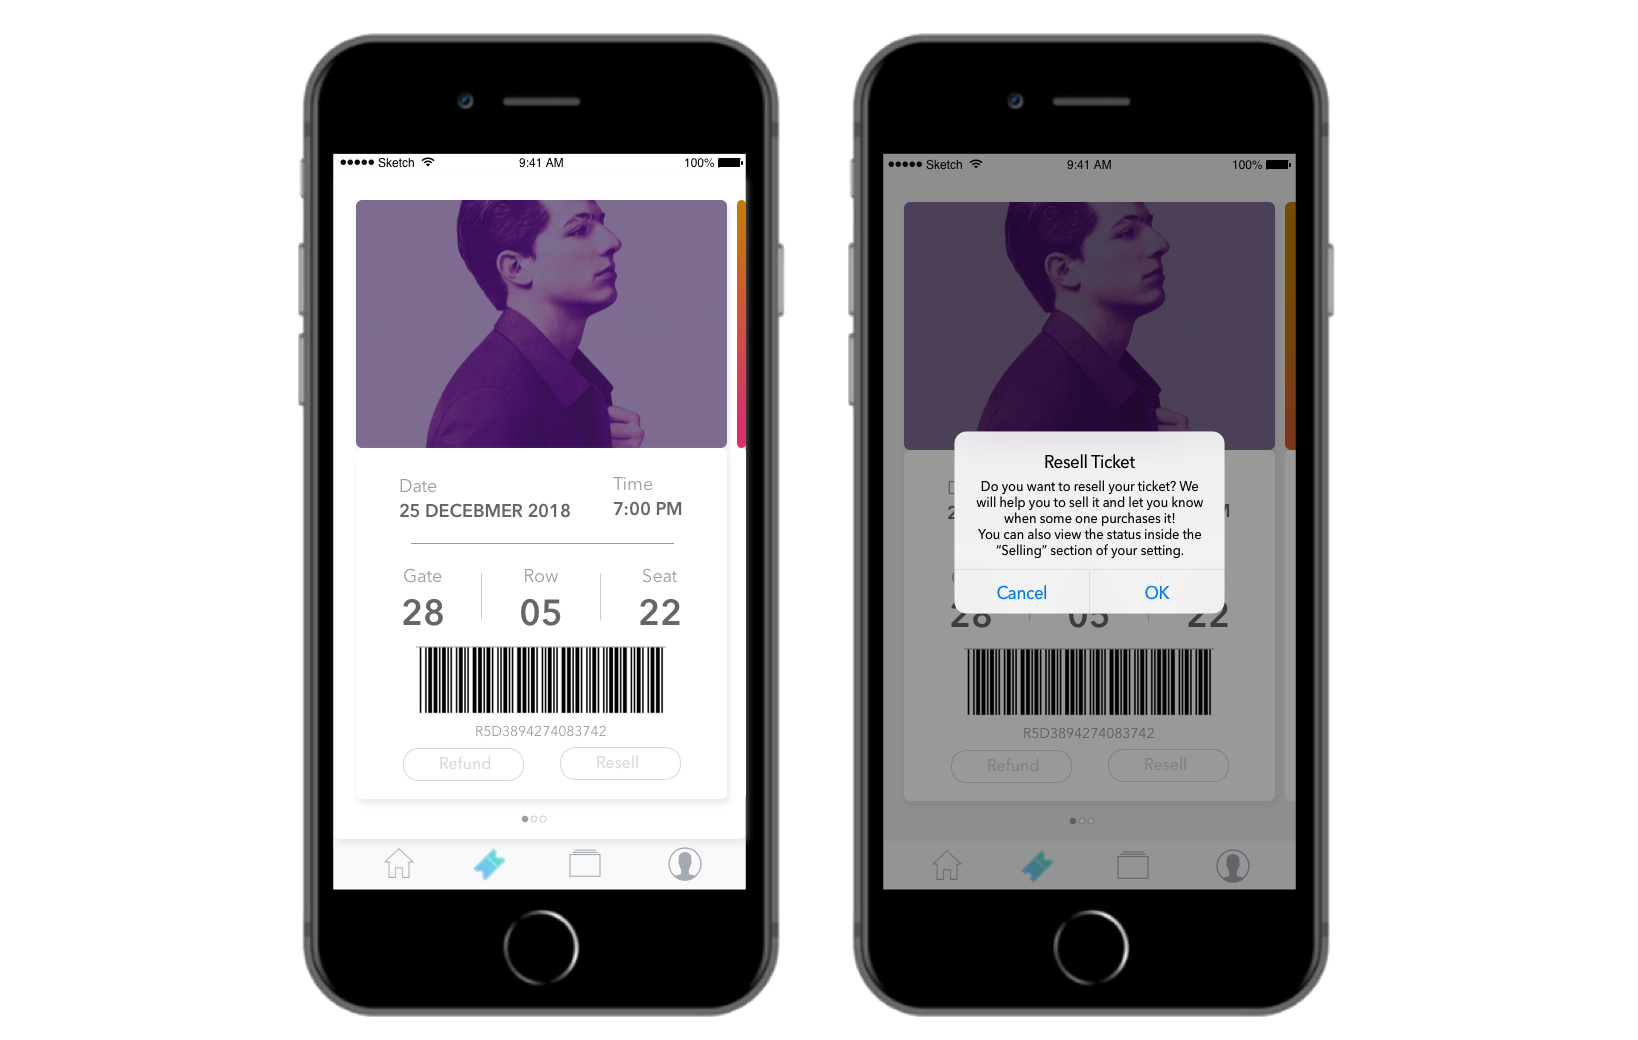 Sketch 9:41 AM 100%
Date Time
25 DECEBMER 2018 7:00 PM
Gate Row Seat
28 05 22
R5D3894274083742
Refund Resell
Sketch 9:41 AM 100%
Resell Ticket
Do you want to resell your ticket? We
will help you to sell it and let you know
when some one purchases it!
You can also view the status inside the
“Selling” section of your setting.
Cancel OK
28 05 22
R5D3894274083742
Refund Resell